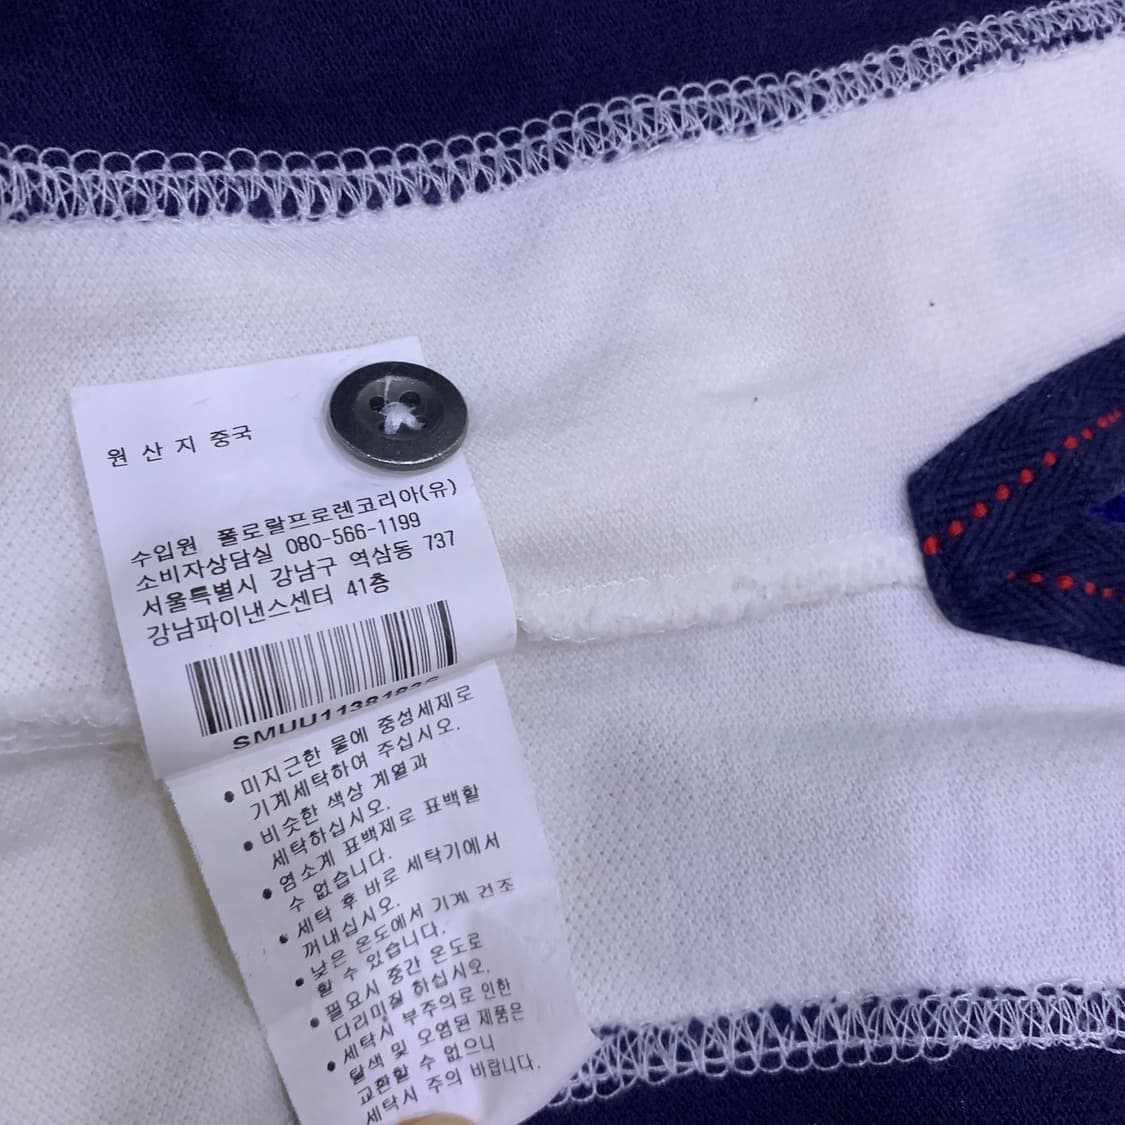 원 산 지 중국
수입원 폴로랄프로렌코리아(유)
소비자상담실 080-566-1199
서울특별시 강남구 역삼동 737
강남파이낸스센터 41층
• 미지근한 물에 중성세제로
기계세탁하여 주십시오.
• 비슷한 색상 계열과
세탁하십시오.
• 염소계 표백제로 표백할
수 없습니다.
• 세탁 후 바로 세탁기에서
꺼내십시오.
• 낮은 온도에서 기계 건조
할 수 있습니다.
• 필요시 중간 온도로
다리미질 하십시오.
• 세탁시 부주의로 인한
탈색 및 오염된 제품은
교환할 수 없으니
세탁시 주의 바랍니다.